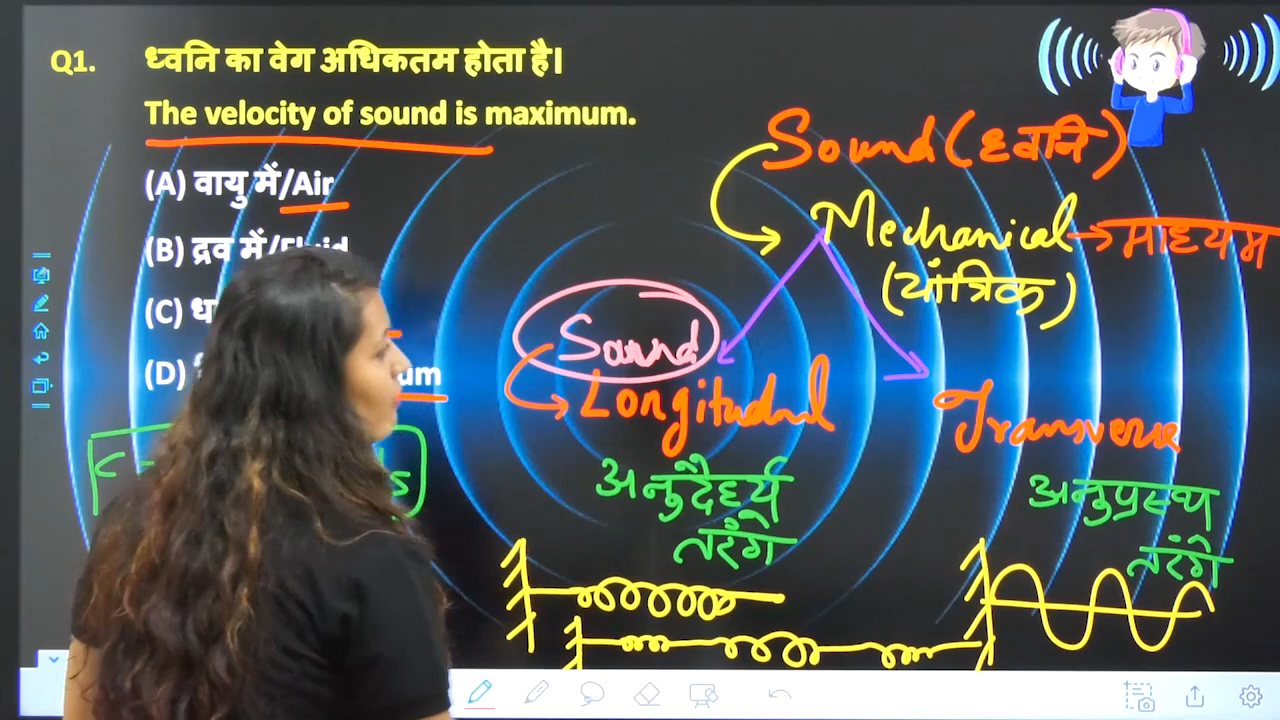 Q1. ध्वनि का वेग अधिकतम होता है।
The velocity of sound is maximum.
(A) वायु में/Air
(B) द्रव में/Fluid
(C)
(D)
Sound (ध्वनि)
Mechanical → माध्यम
(यांत्रिक)
Sound
Longitudnl
Transverse
अनुदैर्ध्य
तरंगे
अनुप्रस्थ
तरंगे